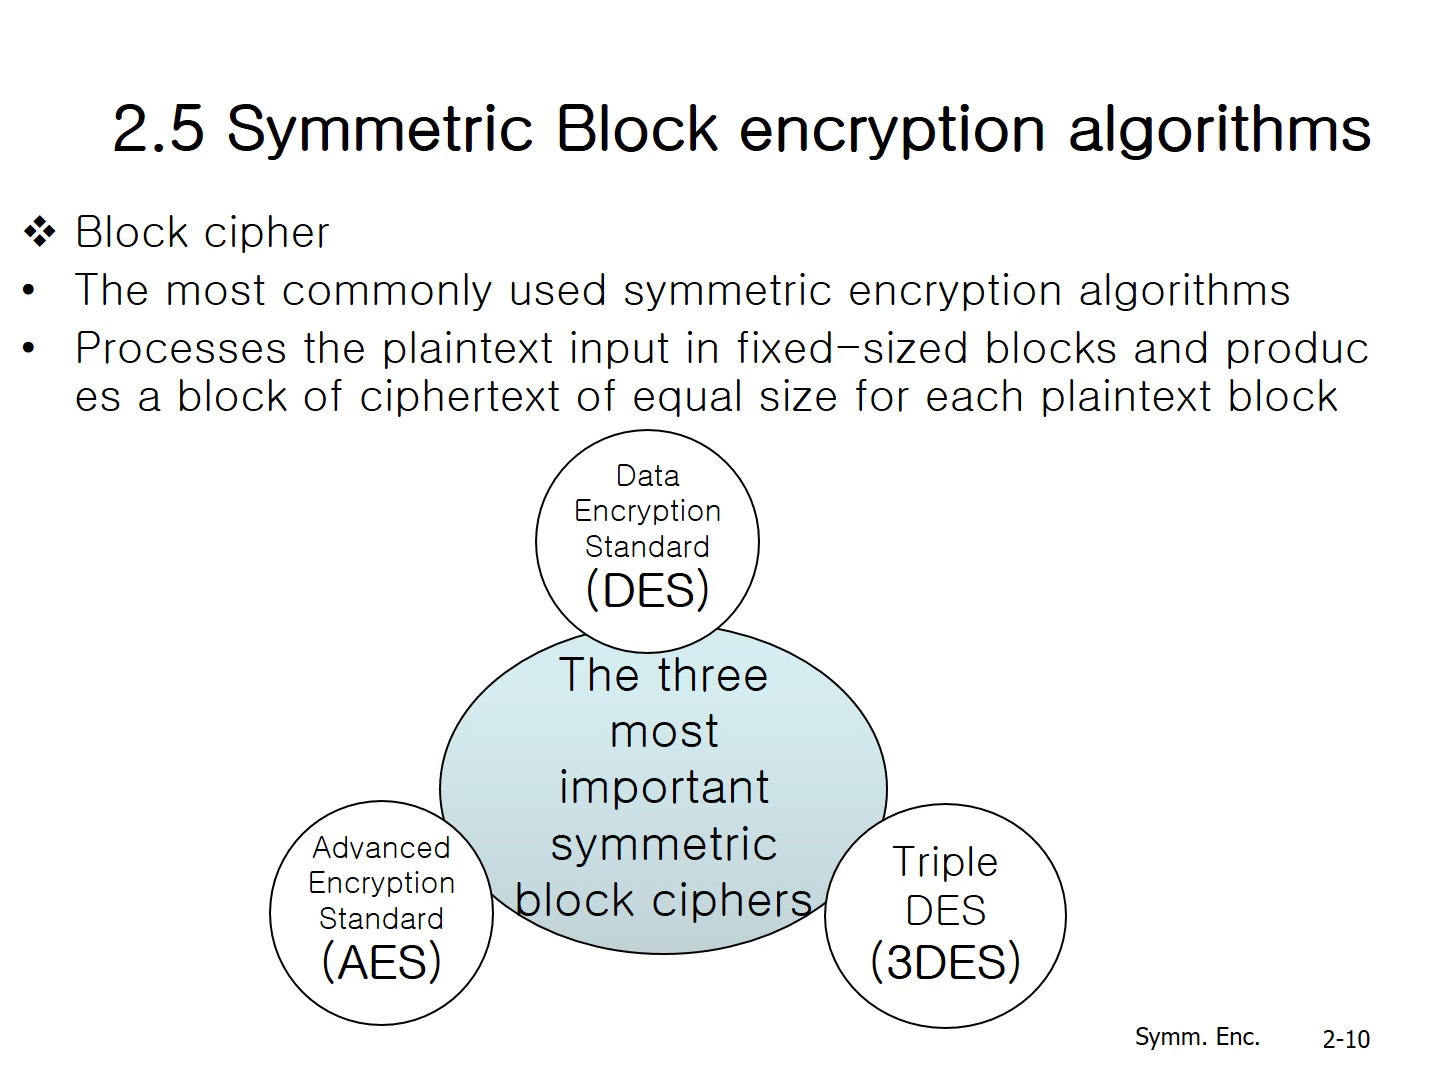 2.5 Symmetric Block encryption algorithms
❖ Block cipher
• The most commonly used symmetric encryption algorithms
• Processes the plaintext input in fixed-sized blocks and produc
es a block of ciphertext of equal size for each plaintext block
Data
Encryption
Standard
(DES)
The three
most
important
symmetric
block ciphers
Advanced
Encryption
Standard
(AES)
Triple
DES
(3DES)
Symm. Enc.
2-10